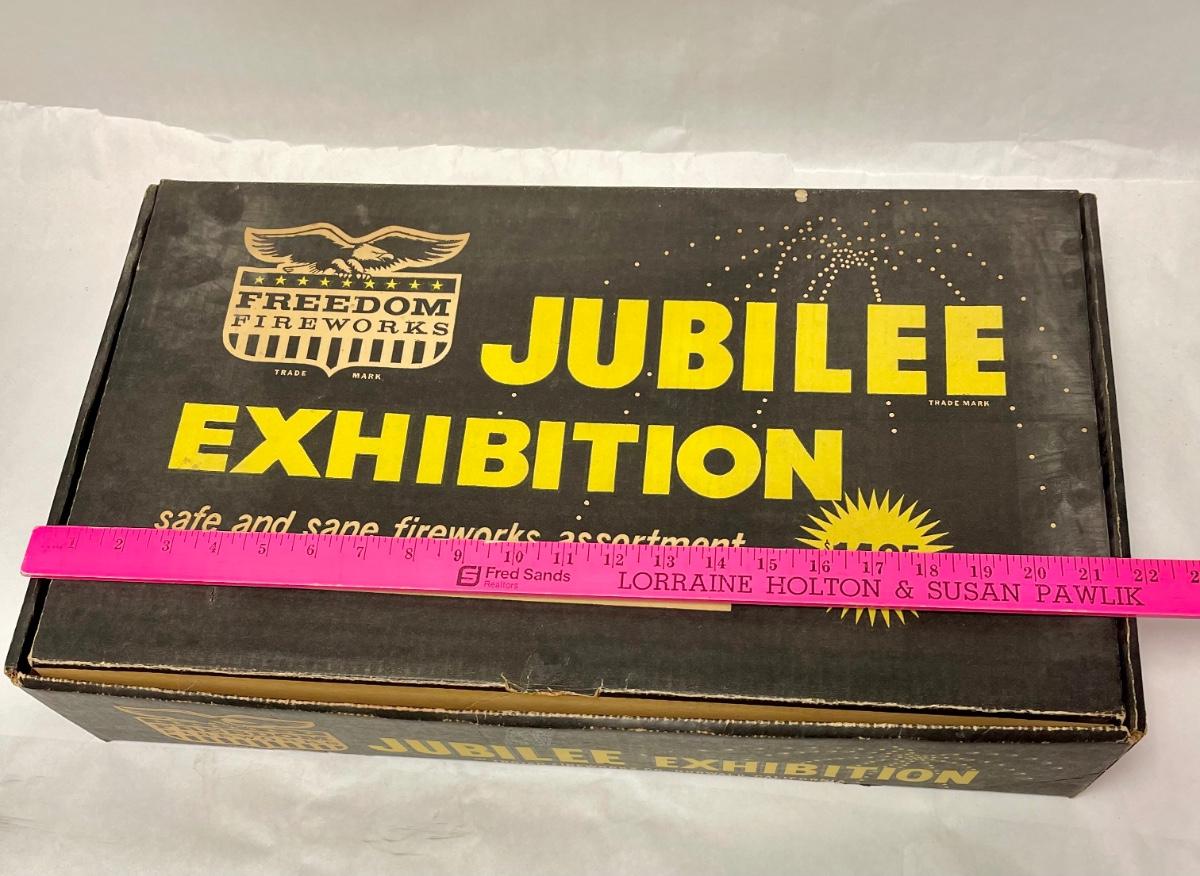 FREEDOM
FIREWORKS
TRADE MARK
JUBILEE
TRADE MARK
EXHIBITION
safe and sane fireworks assortment
1 2 3 4 5 6 7 8 9 10 11 12 13 14 15 16 17 18 19 20 21 22
S Fred Sands
Realtors
LORRAINE HOLTON & SUSAN PAWLIK
JUBILEE EXHIBITION